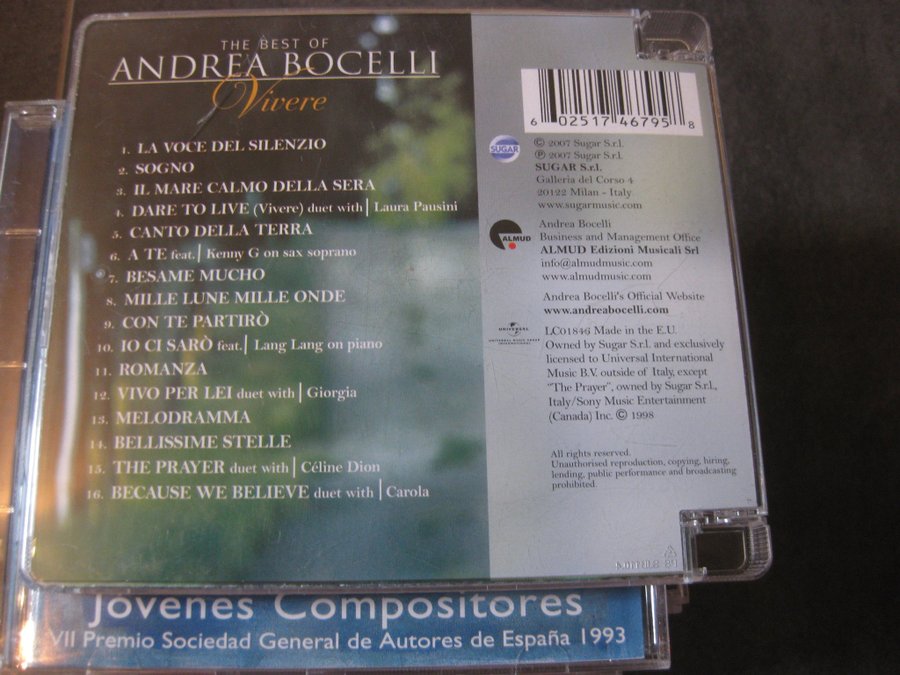 THE BEST OF
ANDREA BOCELLI
Vivere
1. LA VOCE DEL SILENZIO
2. SOGNO
3. IL MARE CALMO DELLA SERA
4. DARE TO LIVE (Vivere) duet with | Laura Pausini
5. CANTO DELLA TERRA
6. A TE feat. | Kenny G on sax soprano
7. BESAME MUCHO
8. MILLE LUNE MILLE ONDE
9. CON TE PARTIRÒ
10. IO CI SARÒ feat. | Lang Lang on piano
11. ROMANZA
12. VIVO PER LEI duet with | Giorgia
13. MELODRAMMA
14. BELLISSIME STELLE
15. THE PRAYER duet with | Céline Dion
16. BECAUSE WE BELIEVE duet with | Carola
6 02517 46795 8
SUGAR
© 2007 Sugar S.r.l.
℗ 2007 Sugar S.r.l.
SUGAR S.r.l.
Galleria del Corso 4
20122 Milan - Italy
www.sugarmusic.com
ALMUD
Andrea Bocelli
Business and Management Office
ALMUD Edizioni Musicali Srl
info@almudmusic.com
www.almudmusic.com
Andrea Bocelli's Official Website
www.andreabocelli.com
UNIVERSAL
UNIVERSAL MUSIC GROUP
INTERNATIONAL
LC01846 Made in the E.U.
Owned by Sugar S.r.l. and exclusively
licensed to Universal International
Music B.V. outside of Italy, except
"The Prayer", owned by Sugar S.r.l.,
Italy/Sony Music Entertainment
(Canada) Inc. © 1998
All rights reserved.
Unauthorised reproduction, copying, hiring,
lending, public performance and broadcasting
prohibited.
Jóvenes Compositores
VII Premio Sociedad General de Autores de España 1993